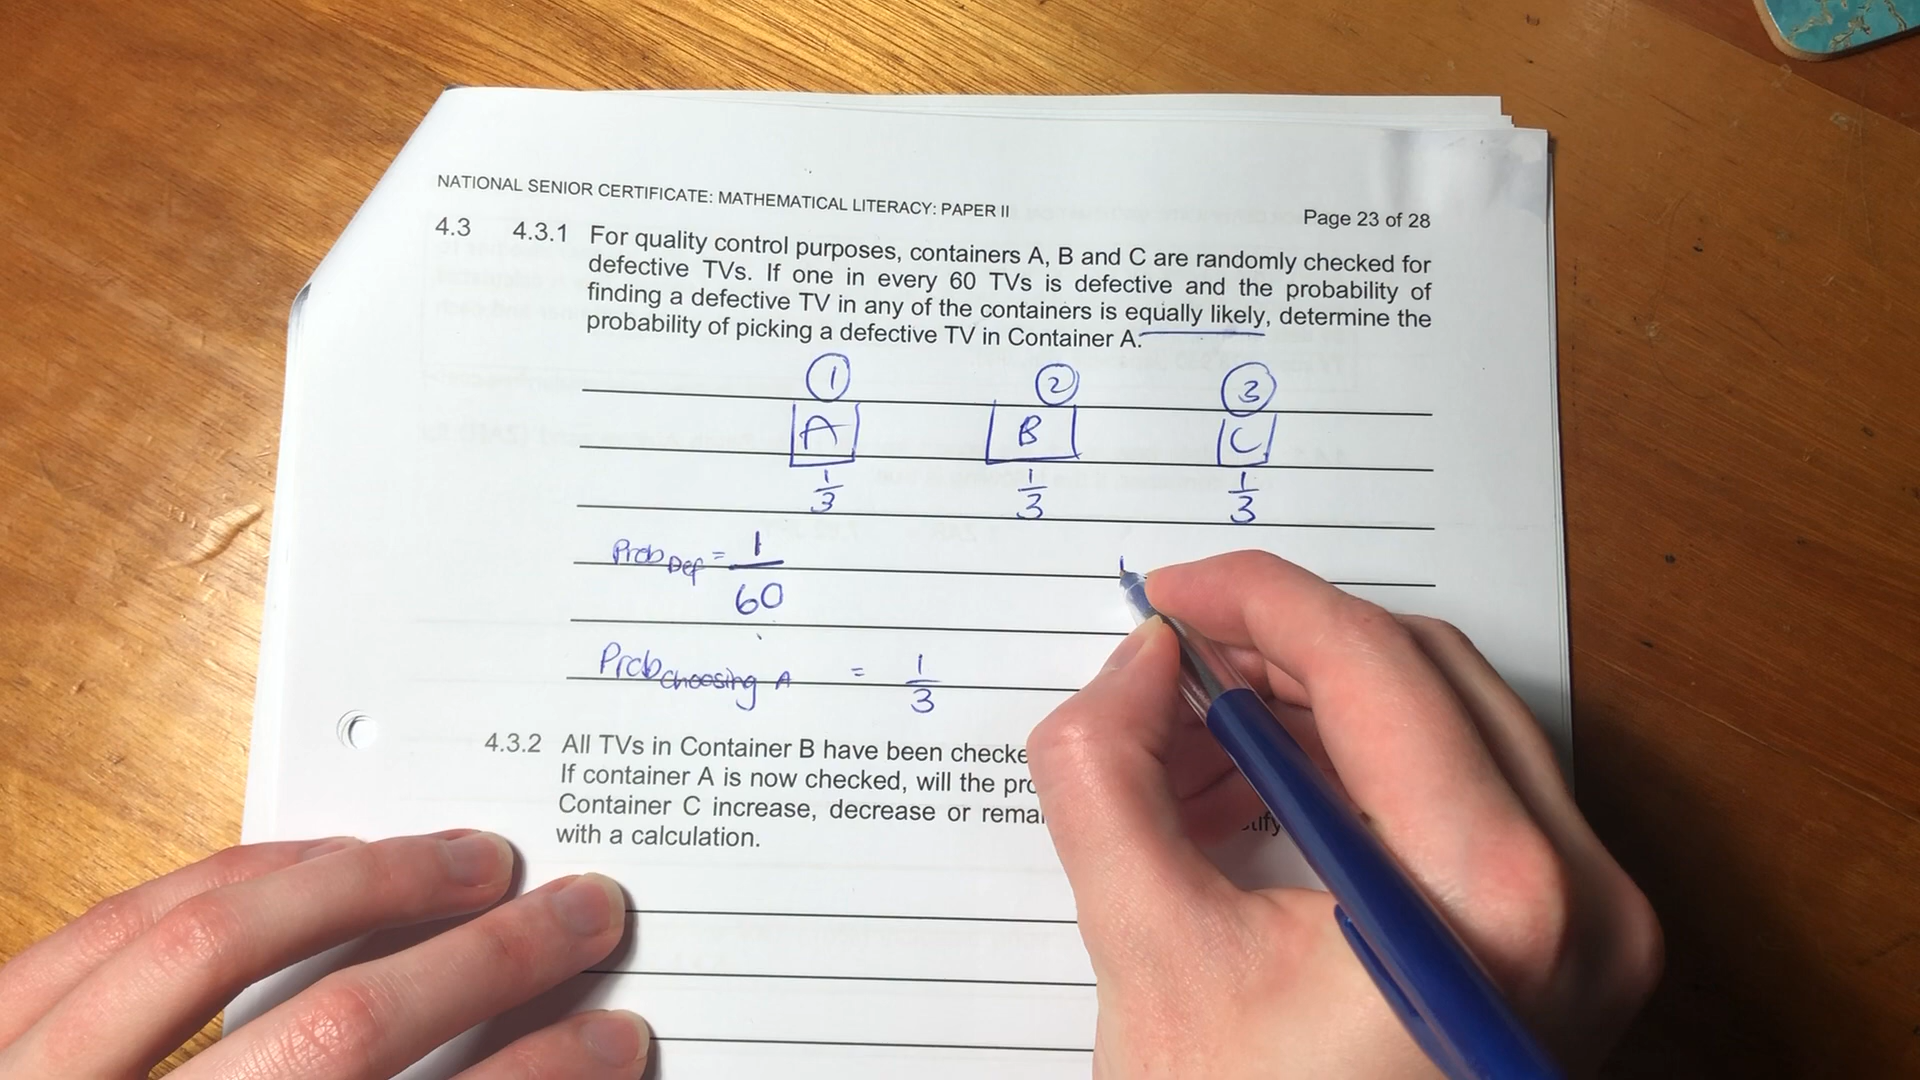 NATIONAL SENIOR CERTIFICATE: MATHEMATICAL LITERACY: PAPER II
Page 23 of 28
4.3 4.3.1 For quality control purposes, containers A, B and C are randomly checked for
defective TVs. If one in every 60 TVs is defective and the probability of
finding a defective TV in any of the containers is equally likely, determine the
probability of picking a defective TV in Container A.
1 2 3
A B C
1/3 1/3 1/3
Prob Def = 1/60
Prob choosing A = 1/3
4.3.2 All TVs in Container B have been checke
If container A is now checked, will the pro
Container C increase, decrease or remai
with a calculation.